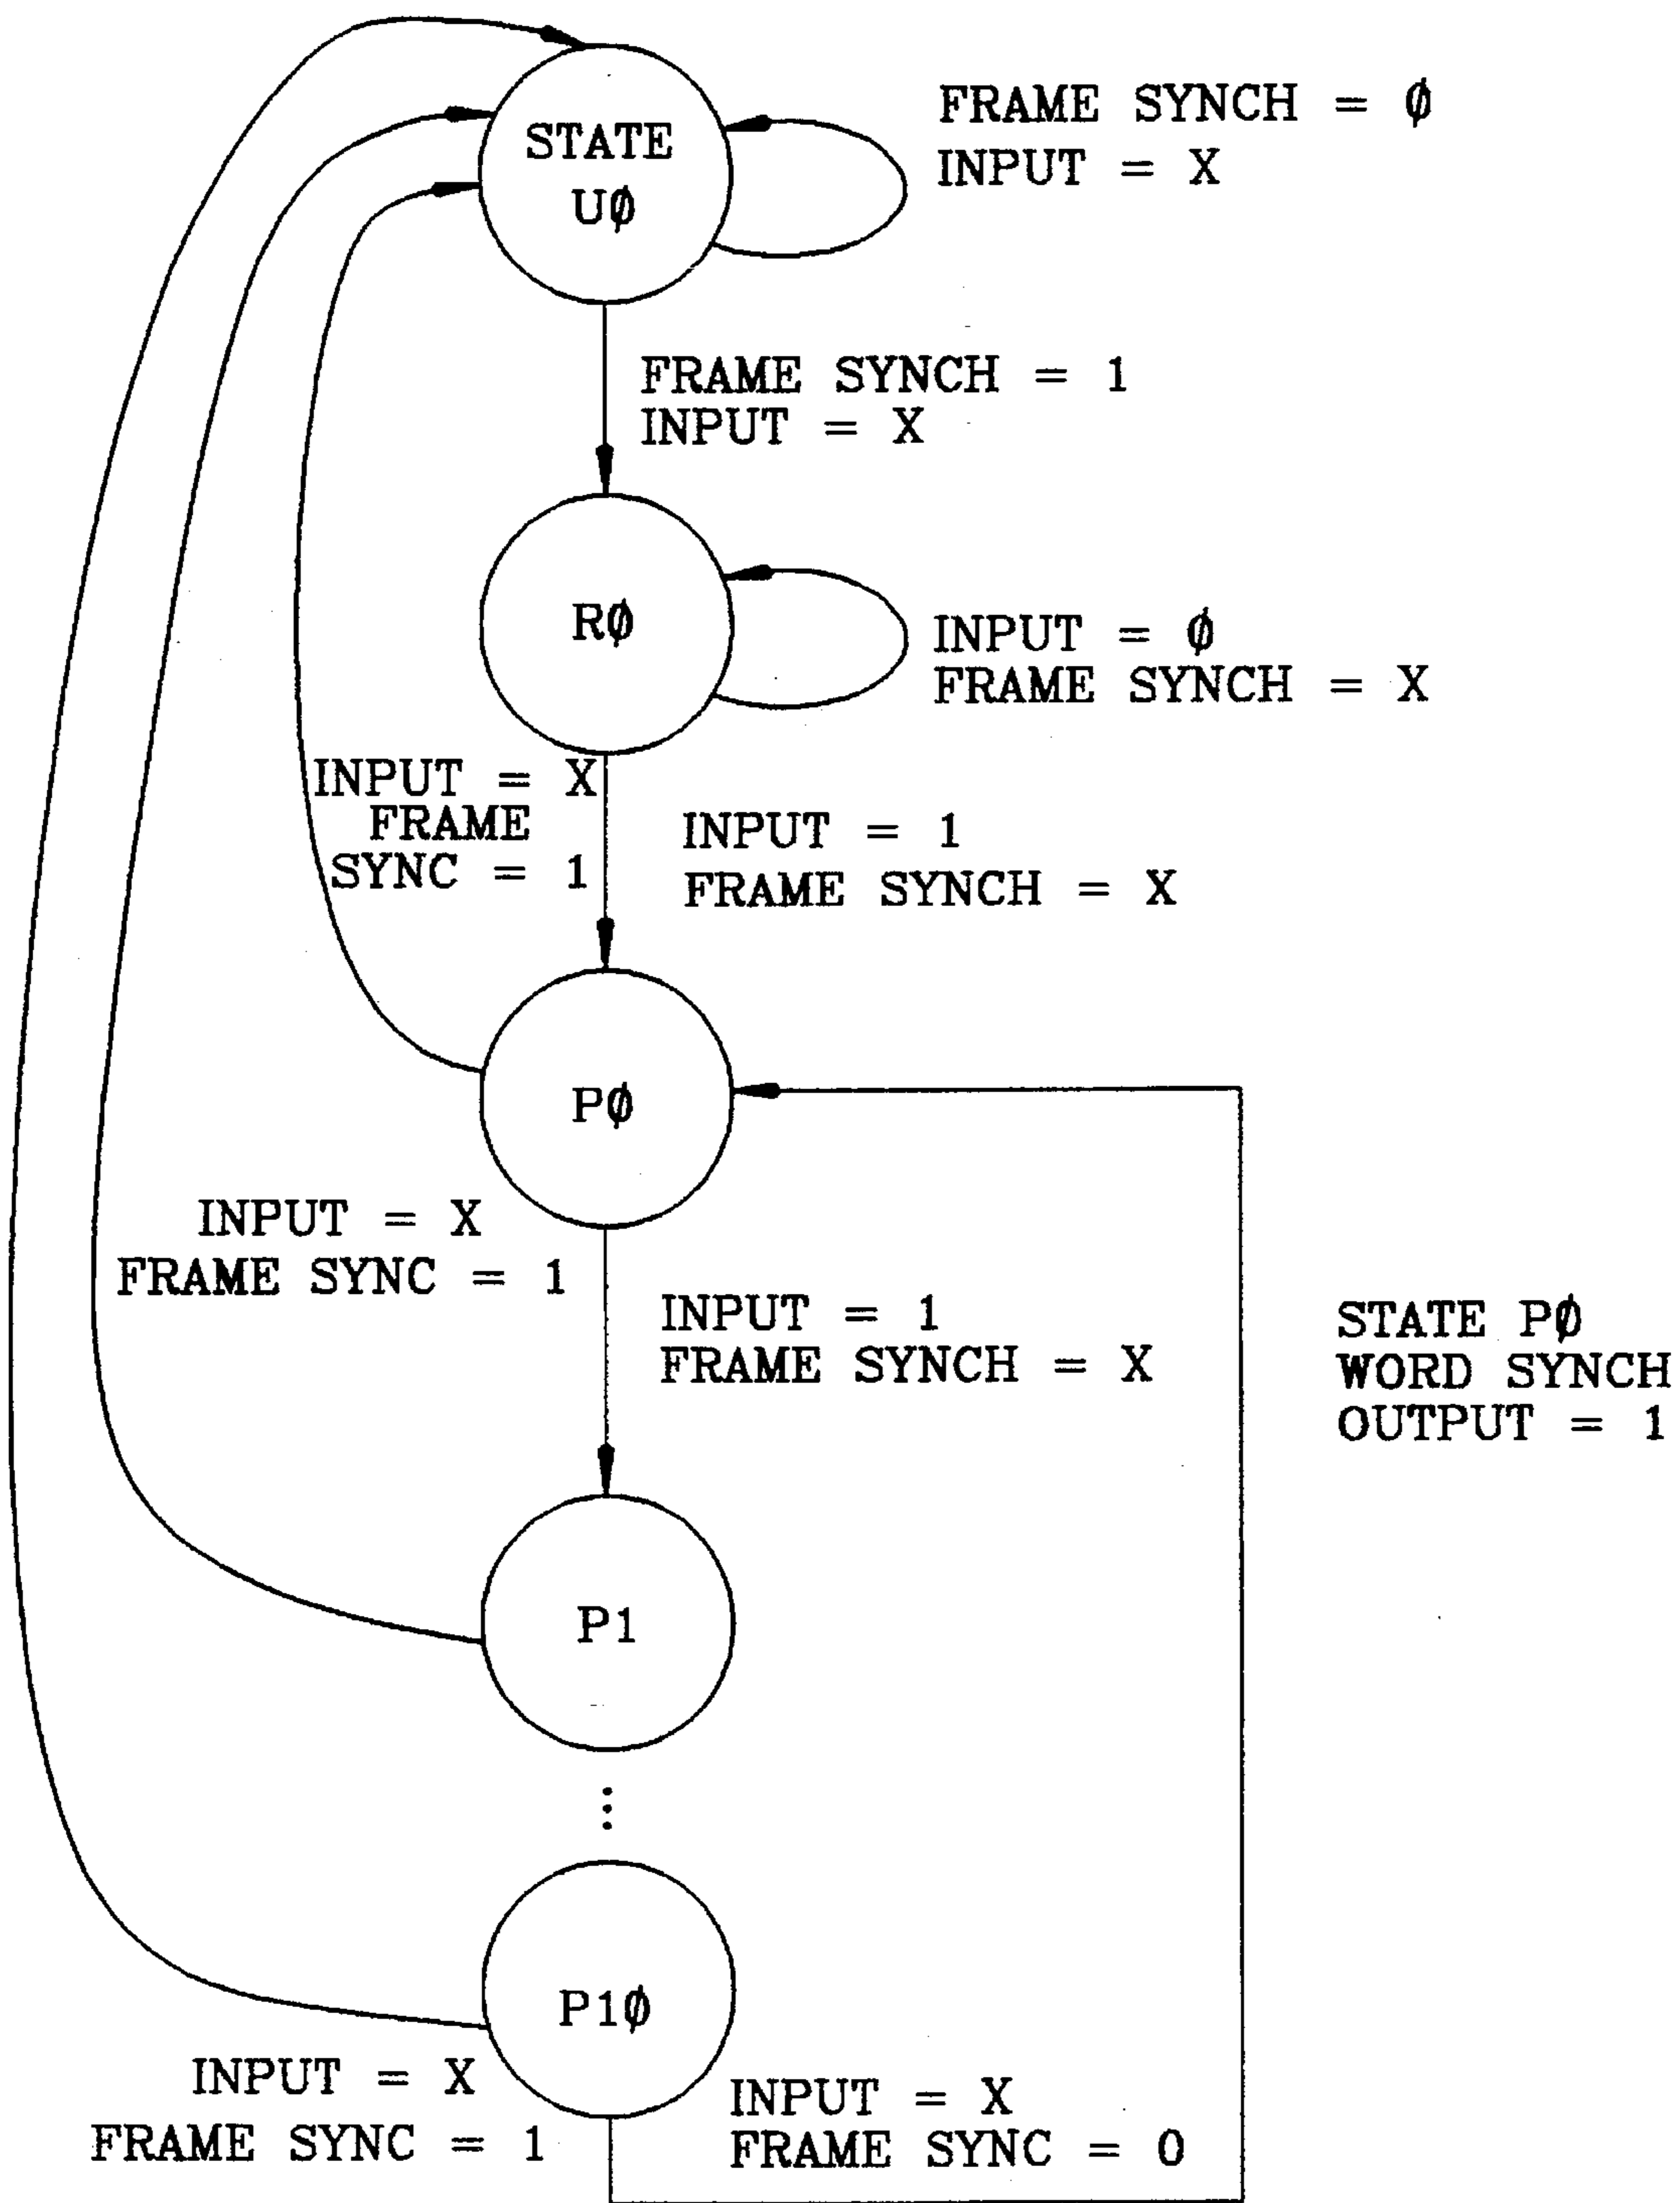 STATE
UØ
FRAME SYNCH = Ø
INPUT = X
FRAME SYNCH = 1
INPUT = X
RØ
INPUT = Ø
FRAME SYNCH = X
INPUT = X
FRAME
SYNC = 1
INPUT = 1
FRAME SYNCH = X
PØ
INPUT = X
FRAME SYNC = 1
INPUT = 1
FRAME SYNCH = X
STATE PØ
WORD SYNCH
OUTPUT = 1
P1
P1Ø
INPUT = X
FRAME SYNC = 1
INPUT = X
FRAME SYNC = 0